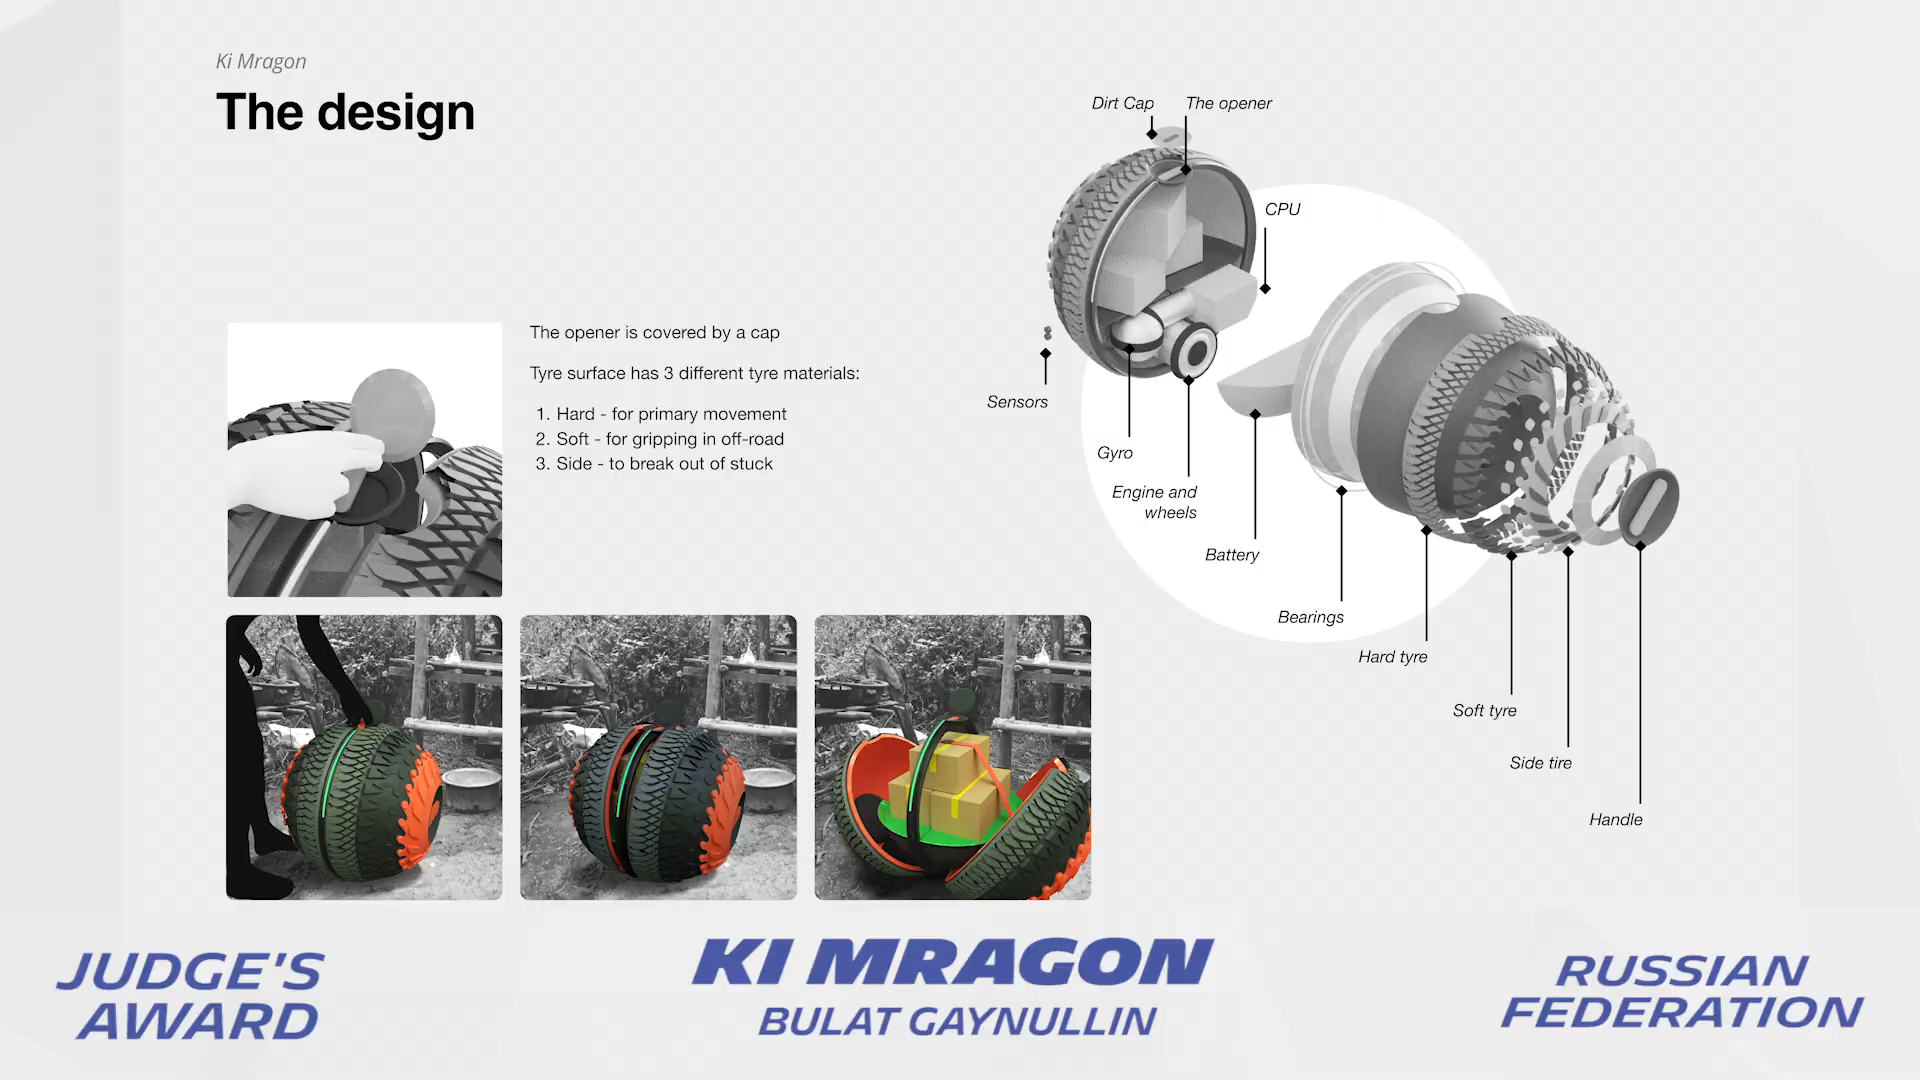 Ki Mragon
The design
The opener is covered by a cap
Tyre surface has 3 different tyre materials:
1. Hard - for primary movement
2. Soft - for gripping in off-road
3. Side - to break out of stuck
Dirt Cap
The opener
CPU
Sensors
Gyro
Engine and
wheels
Battery
Bearings
Hard tyre
Soft tyre
Side tire
Handle
JUDGE'S
AWARD
KI MRAGON
BULAT GAYNULLIN
RUSSIAN
FEDERATION